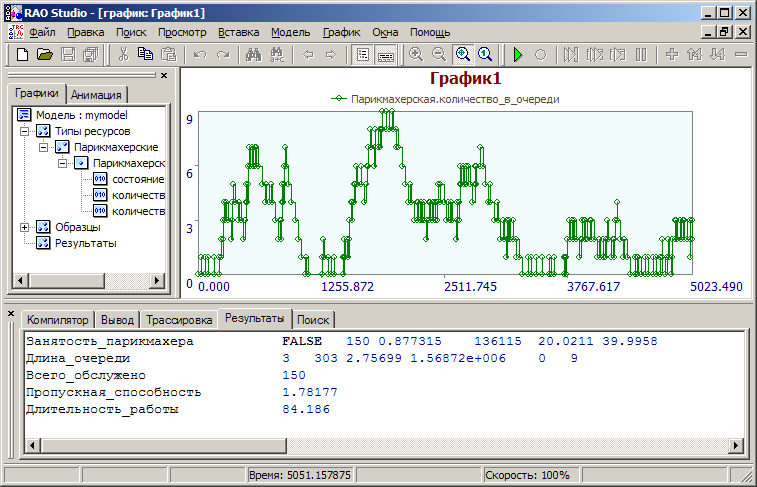 RAO Studio - [график: График1]
Файл Правка Поиск Просмотр Вставка Модель График Окна Помощь
Графики Анимация
Модель : mymodel
Типы ресурсов
Парикмахерские
Парикмахерск
состояние
количеств
количеств
Образцы
Результаты
График1
Парикмахерская.количество_в_очереди
9
6
3
0
0.000 1255.872 2511.745 3767.617 5023.490
Компилятор Вывод Трассировка Результаты Поиск
Занятость_парикмахера FALSE 150 0.877315 136115 20.0211 39.9958
Длина_очереди 3 303 2.75699 1.56872e+006 0 9
Всего_обслужено 150
Пропускная_способность 1.78177
Длительность_работы 84.186
Время: 5051.157875 Скорость: 100%